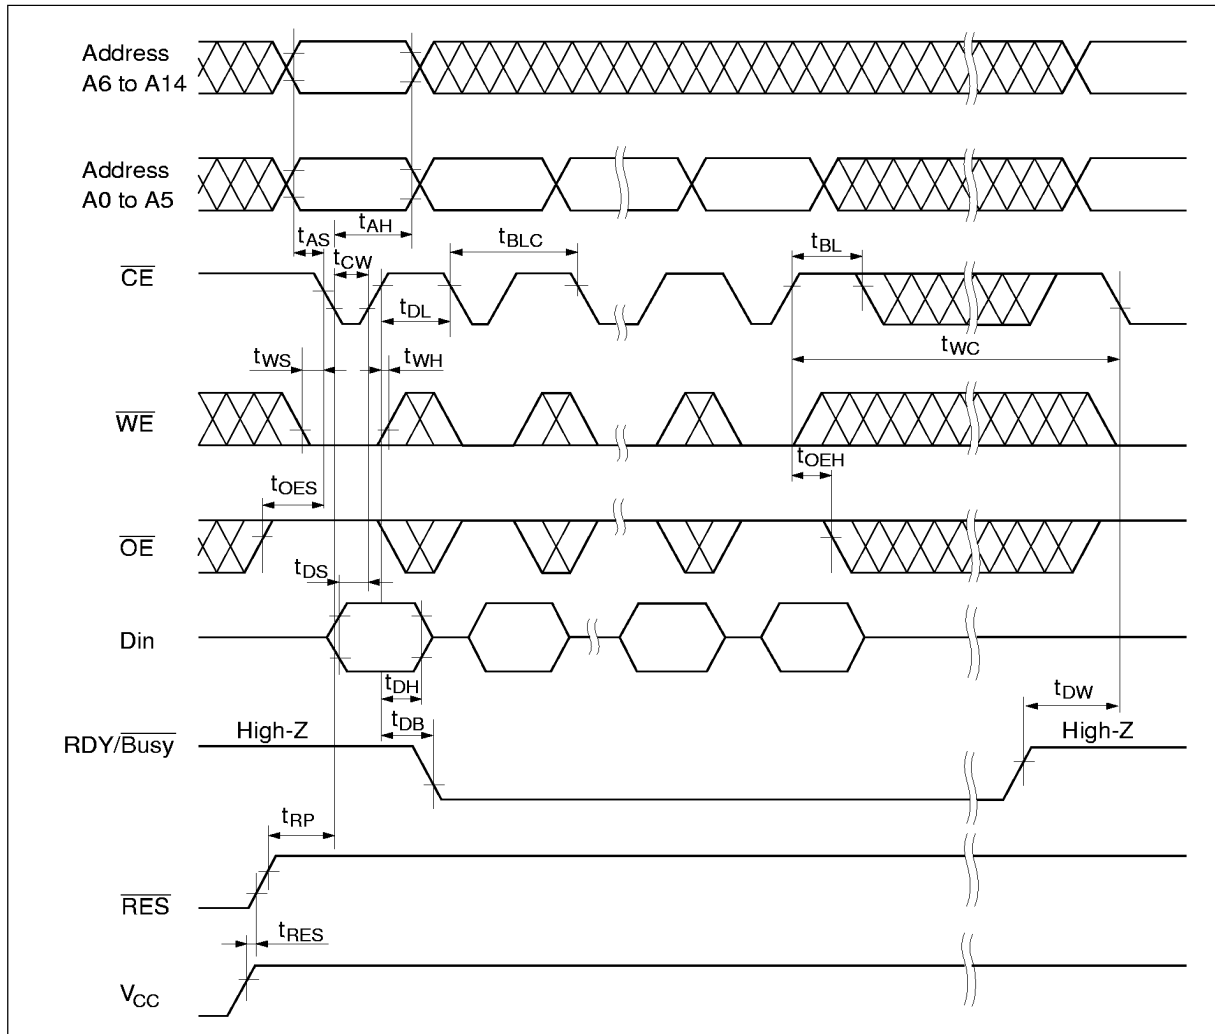 Address
A6 to A14
Address
A0 to A5
tAH
tAS
tCW
tBLC
tBL
CE
tDL
tWS
tWH
tWC
WE
tOES
tOEH
OE
tDS
Din
tDH
tDW
tDB
RDY/Busy
High-Z
High-Z
tRP
RES
tRES
VCC